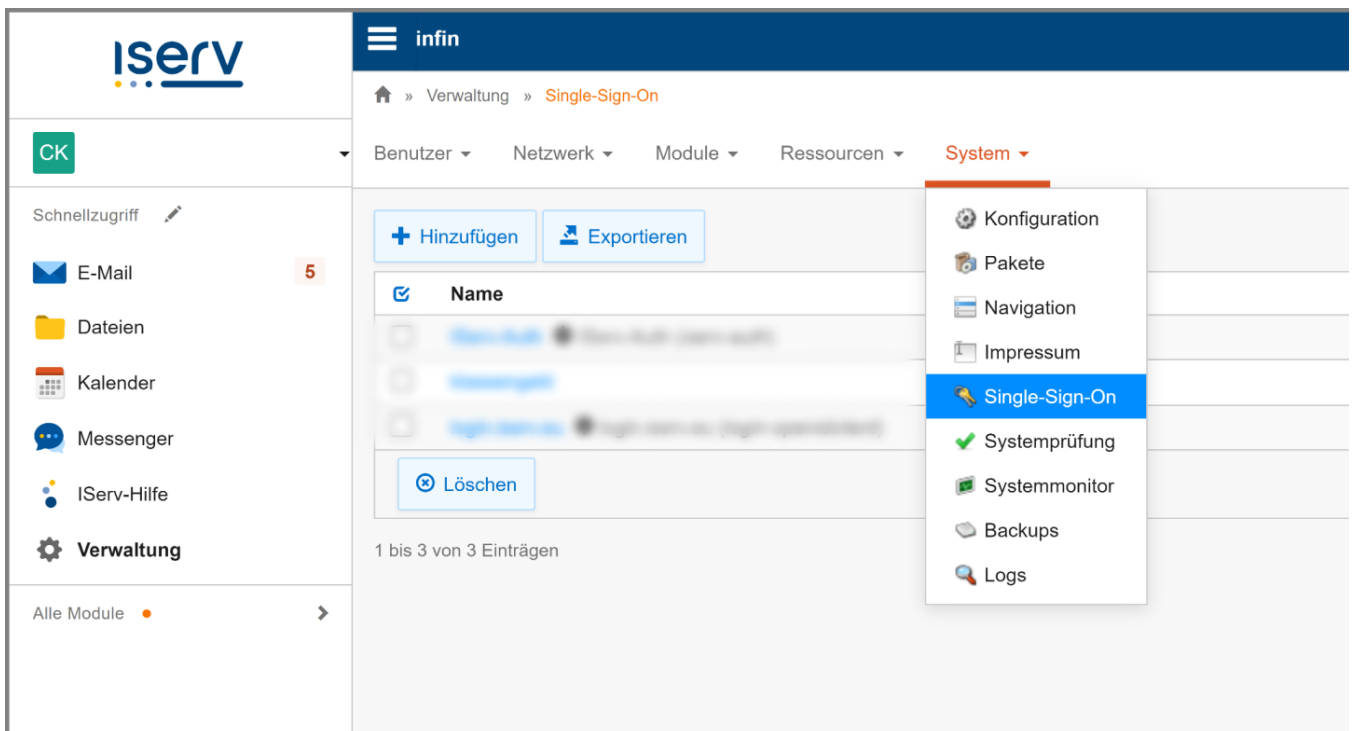 IServ
infin
Verwaltung » Single-Sign-On
CK
Benutzer Netzwerk Module Ressourcen System
Schnellzugriff
E-Mail 5
Dateien
Kalender
Messenger
IServ-Hilfe
Verwaltung
Alle Module
Hinzufügen Exportieren
Name
Löschen
1 bis 3 von 3 Einträgen
Konfiguration
Pakete
Navigation
Impressum
Single-Sign-On
Systemprüfung
Systemmonitor
Backups
Logs